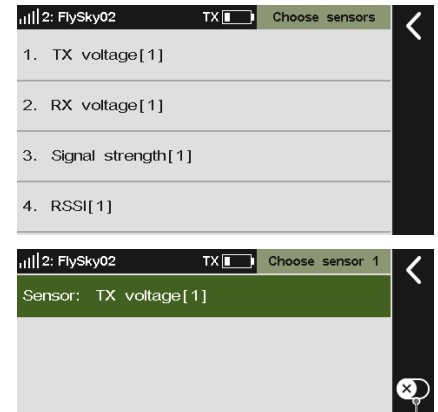 2: FlySky02 TX Choose sensors
1. TX voltage[1]
2. RX voltage[1]
3. Signal strength[1]
4. RSSI[1]
2: FlySky02 TX Choose sensor 1
Sensor: TX voltage[1]